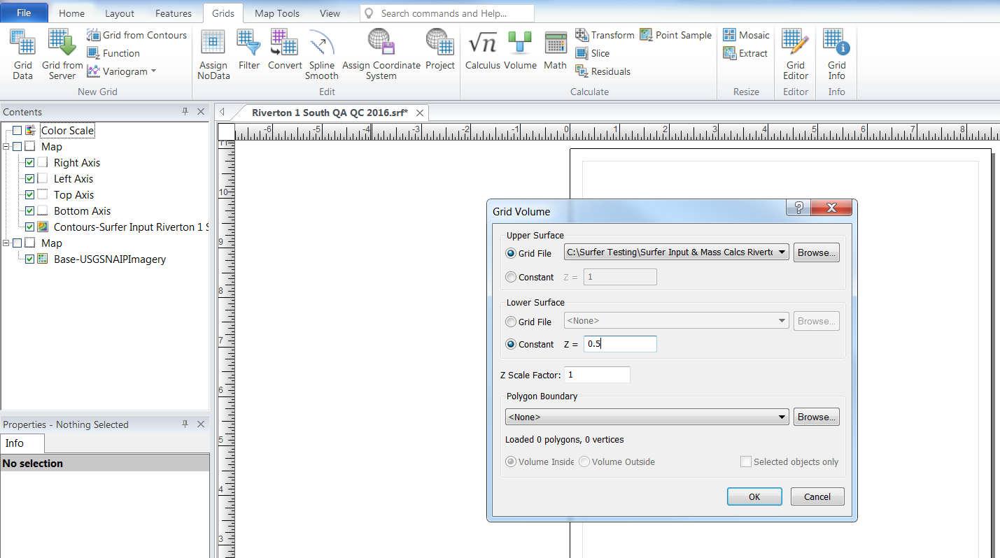 File Home Layout Features Grids Map Tools View Search commands and Help...
Grid Data
Grid from Server
Grid from Contours
Function
Variogram
New Grid
Assign NoData
Filter
Convert
Spline Smooth
Assign Coordinate System
Project
Edit
Calculus
Volume
Math
Transform
Slice
Residuals
Point Sample
Calculate
Mosaic
Extract
Resize
Grid Editor
Editor
Grid Info
Info
Contents
Color Scale
Map
Right Axis
Left Axis
Top Axis
Bottom Axis
Contours-Surfer Input Riverton 1 S
Map
Base-USGSNAIPImagery
Properties - Nothing Selected
Info
No selection
Riverton 1 South QA QC 2016.srf*
-6 -5 -4 -3 -2 -1 0 1 2 3 4 5 6 7 8
11
10
9
8
7
6
5
4
3
Grid Volume
Upper Surface
Grid File C:\Surfer Testing\Surfer Input & Mass Calcs Riverto Browse...
Constant Z = 1
Lower Surface
Grid File <None> Browse...
Constant Z = 0.5
Z Scale Factor: 1
Polygon Boundary
<None> Browse...
Loaded 0 polygons, 0 vertices
Volume Inside Volume Outside Selected objects only
OK Cancel